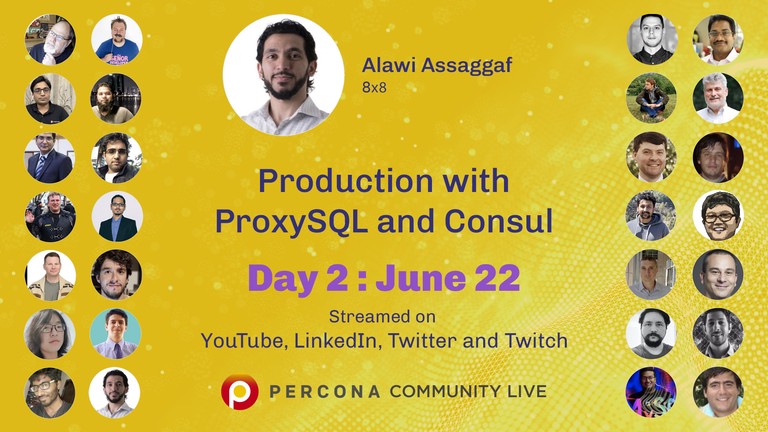 Alawi Assaggaf
8x8
Production with
ProxySQL and Consul
Day 2 : June 22
Streamed on
YouTube, LinkedIn, Twitter and Twitch
PERCONA COMMUNITY LIVE